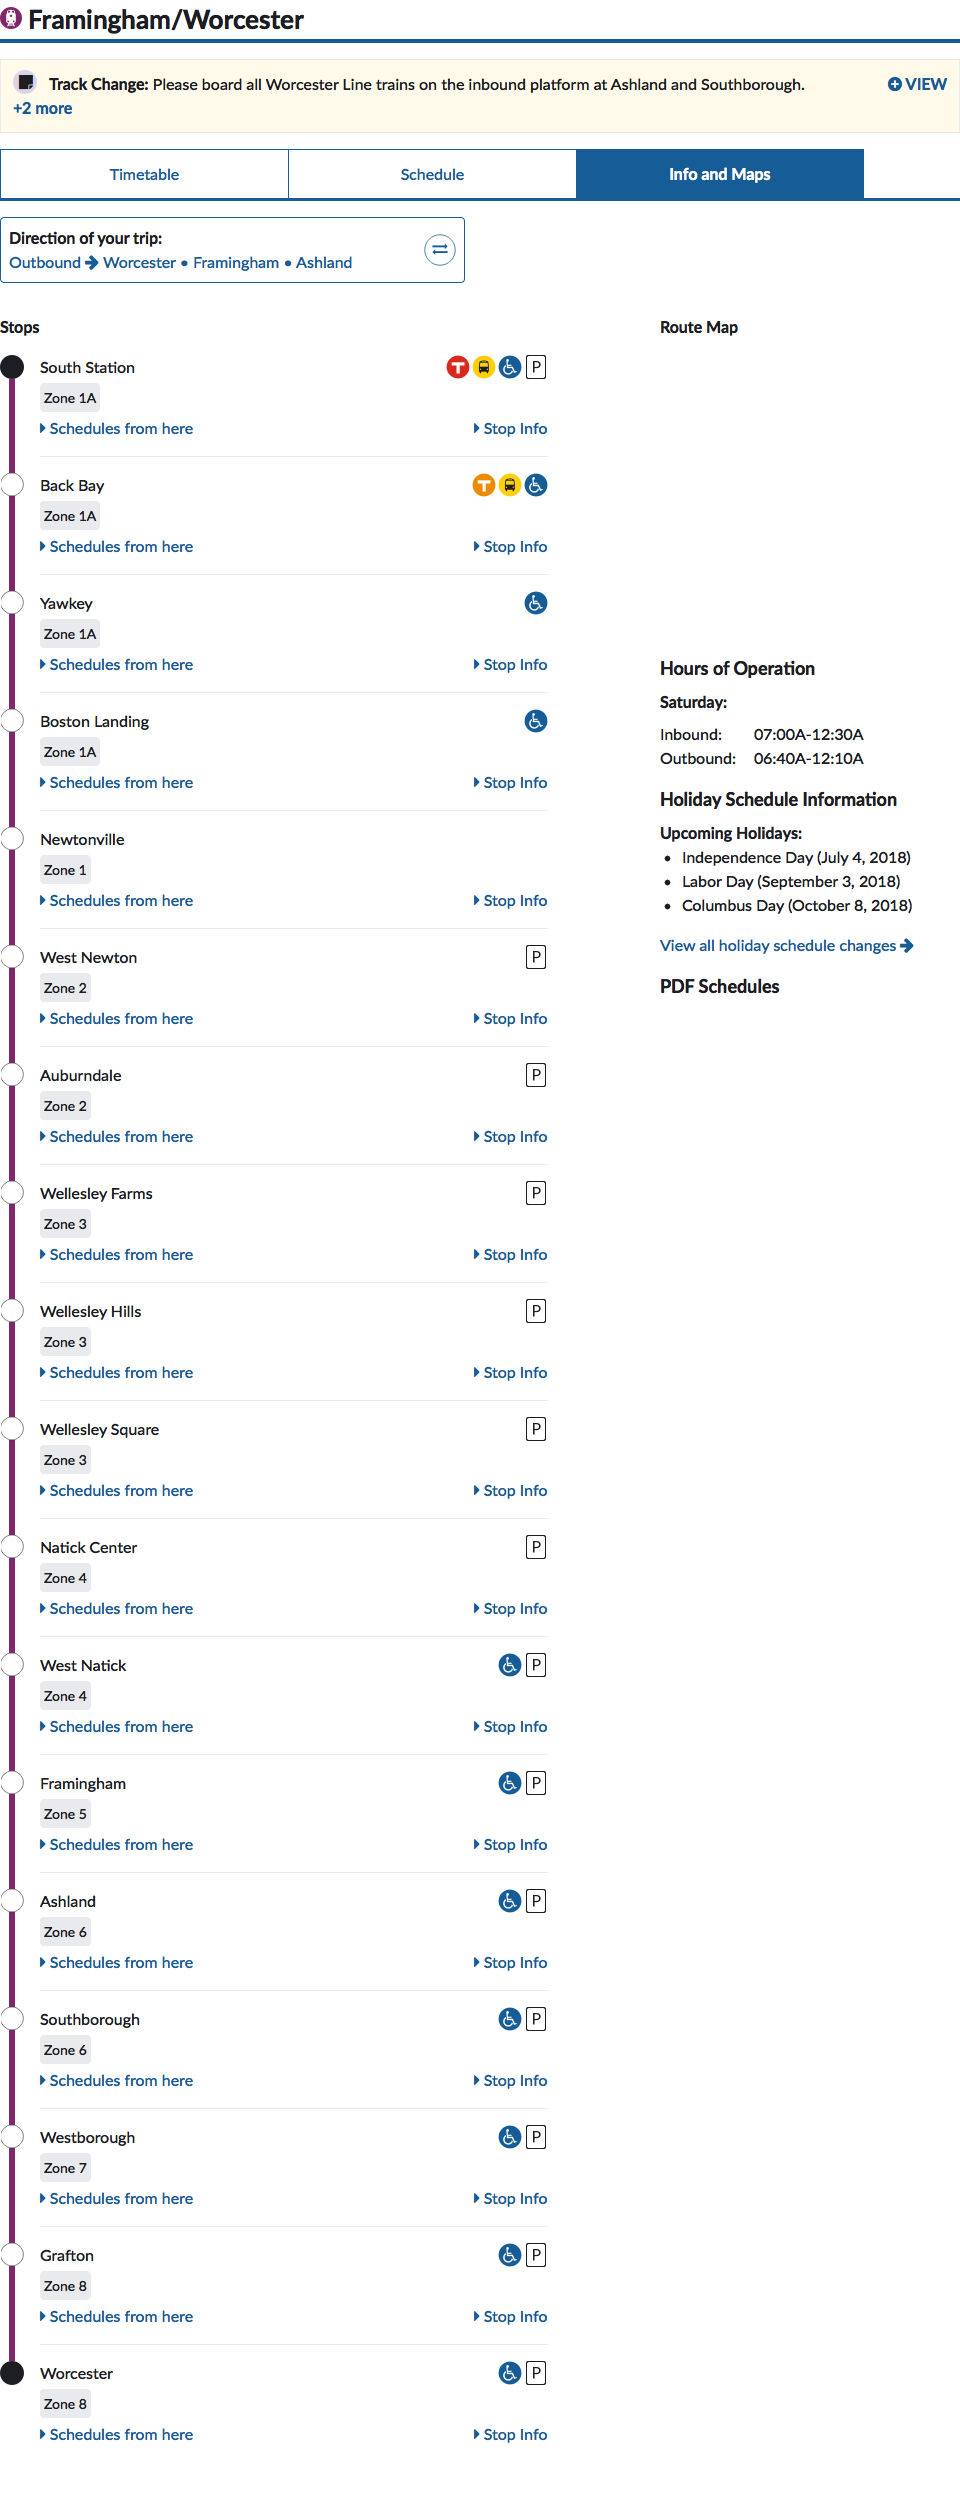 Framingham/Worcester
Track Change: Please board all Worcester Line trains on the inbound platform at Ashland and Southborough.
VIEW
+2 more
Timetable
Schedule
Info and Maps
Direction of your trip:
Outbound → Worcester • Framingham • Ashland
Stops
South Station
T
P
Zone 1A
Schedules from here
Stop Info
Back Bay
T
Zone 1A
Schedules from here
Stop Info
Yawkey
Zone 1A
Schedules from here
Stop Info
Boston Landing
Zone 1A
Schedules from here
Stop Info
Newtonville
Zone 1
Schedules from here
Stop Info
West Newton
P
Zone 2
Schedules from here
Stop Info
Auburndale
P
Zone 2
Schedules from here
Stop Info
Wellesley Farms
P
Zone 3
Schedules from here
Stop Info
Wellesley Hills
P
Zone 3
Schedules from here
Stop Info
Wellesley Square
P
Zone 3
Schedules from here
Stop Info
Natick Center
P
Zone 4
Schedules from here
Stop Info
West Natick
P
Zone 4
Schedules from here
Stop Info
Framingham
P
Zone 5
Schedules from here
Stop Info
Ashland
P
Zone 6
Schedules from here
Stop Info
Southborough
P
Zone 6
Schedules from here
Stop Info
Westborough
P
Zone 7
Schedules from here
Stop Info
Grafton
P
Zone 8
Schedules from here
Stop Info
Worcester
P
Zone 8
Schedules from here
Stop Info
Route Map
Hours of Operation
Saturday:
Inbound: 07:00A-12:30A
Outbound: 06:40A-12:10A
Holiday Schedule Information
Upcoming Holidays:
• Independence Day (July 4, 2018)
• Labor Day (September 3, 2018)
• Columbus Day (October 8, 2018)
View all holiday schedule changes →
PDF Schedules